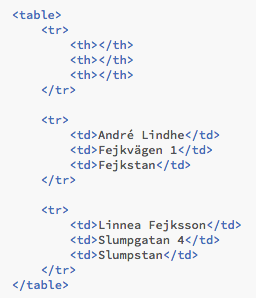 <table>
<tr>
<th></th>
<th></th>
<th></th>
</tr>
<tr>
<td>André Lindhe</td>
<td>Fejkvägen 1</td>
<td>Fejkstan</td>
</tr>
<tr>
<td>Linnea Fejksson</td>
<td>Slumpgatan 4</td>
<td>Slumpstan</td>
</tr>
</table>